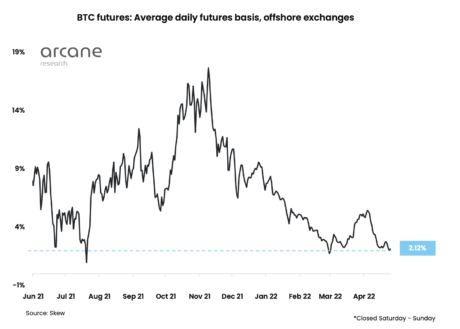 BTC futures: Average daily futures basis, offshore exchanges
arcane
research
19%
14%
9%
4%
-1%
2.12%
Jun 21 Jul 21 Aug 21 Sep 21 Oct 21 Nov 21 Dec 21 Jan 22 Feb 22 Mar 22 Apr 22
Source: Skew
*Closed Saturday - Sunday